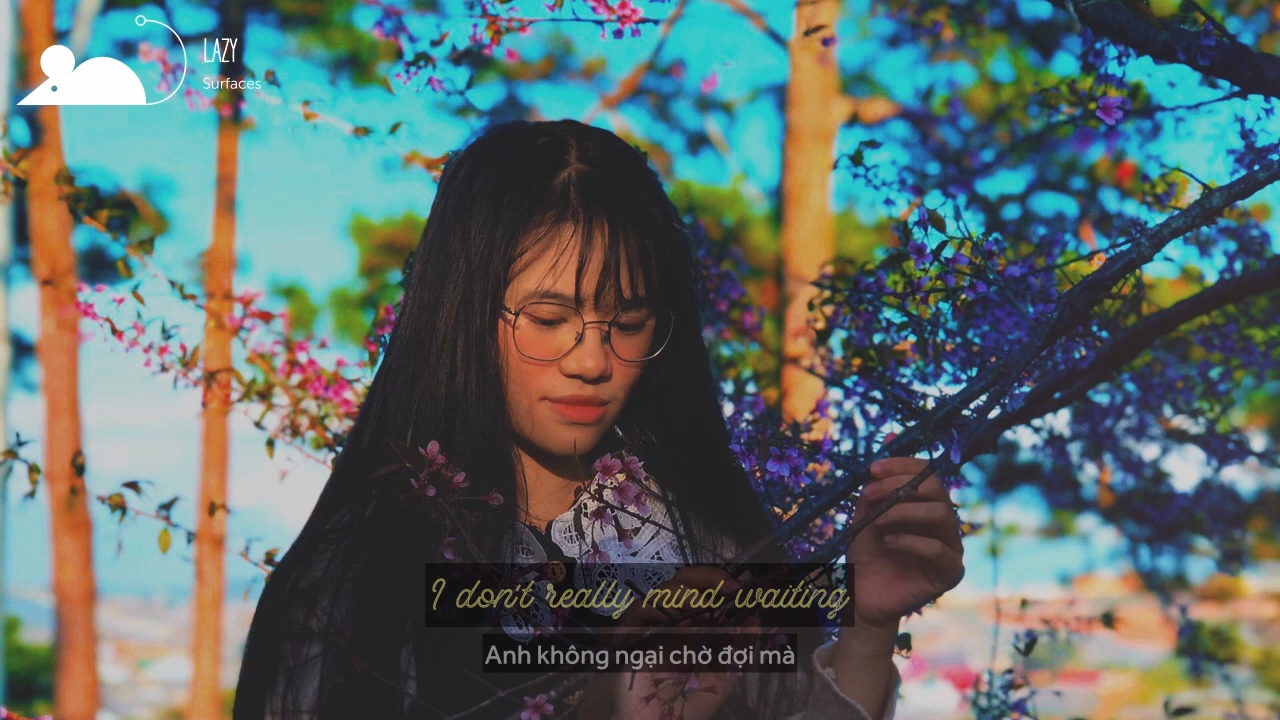 LAZY
Surfaces
I don't really mind waiting
Anh không ngại chờ đợi mà